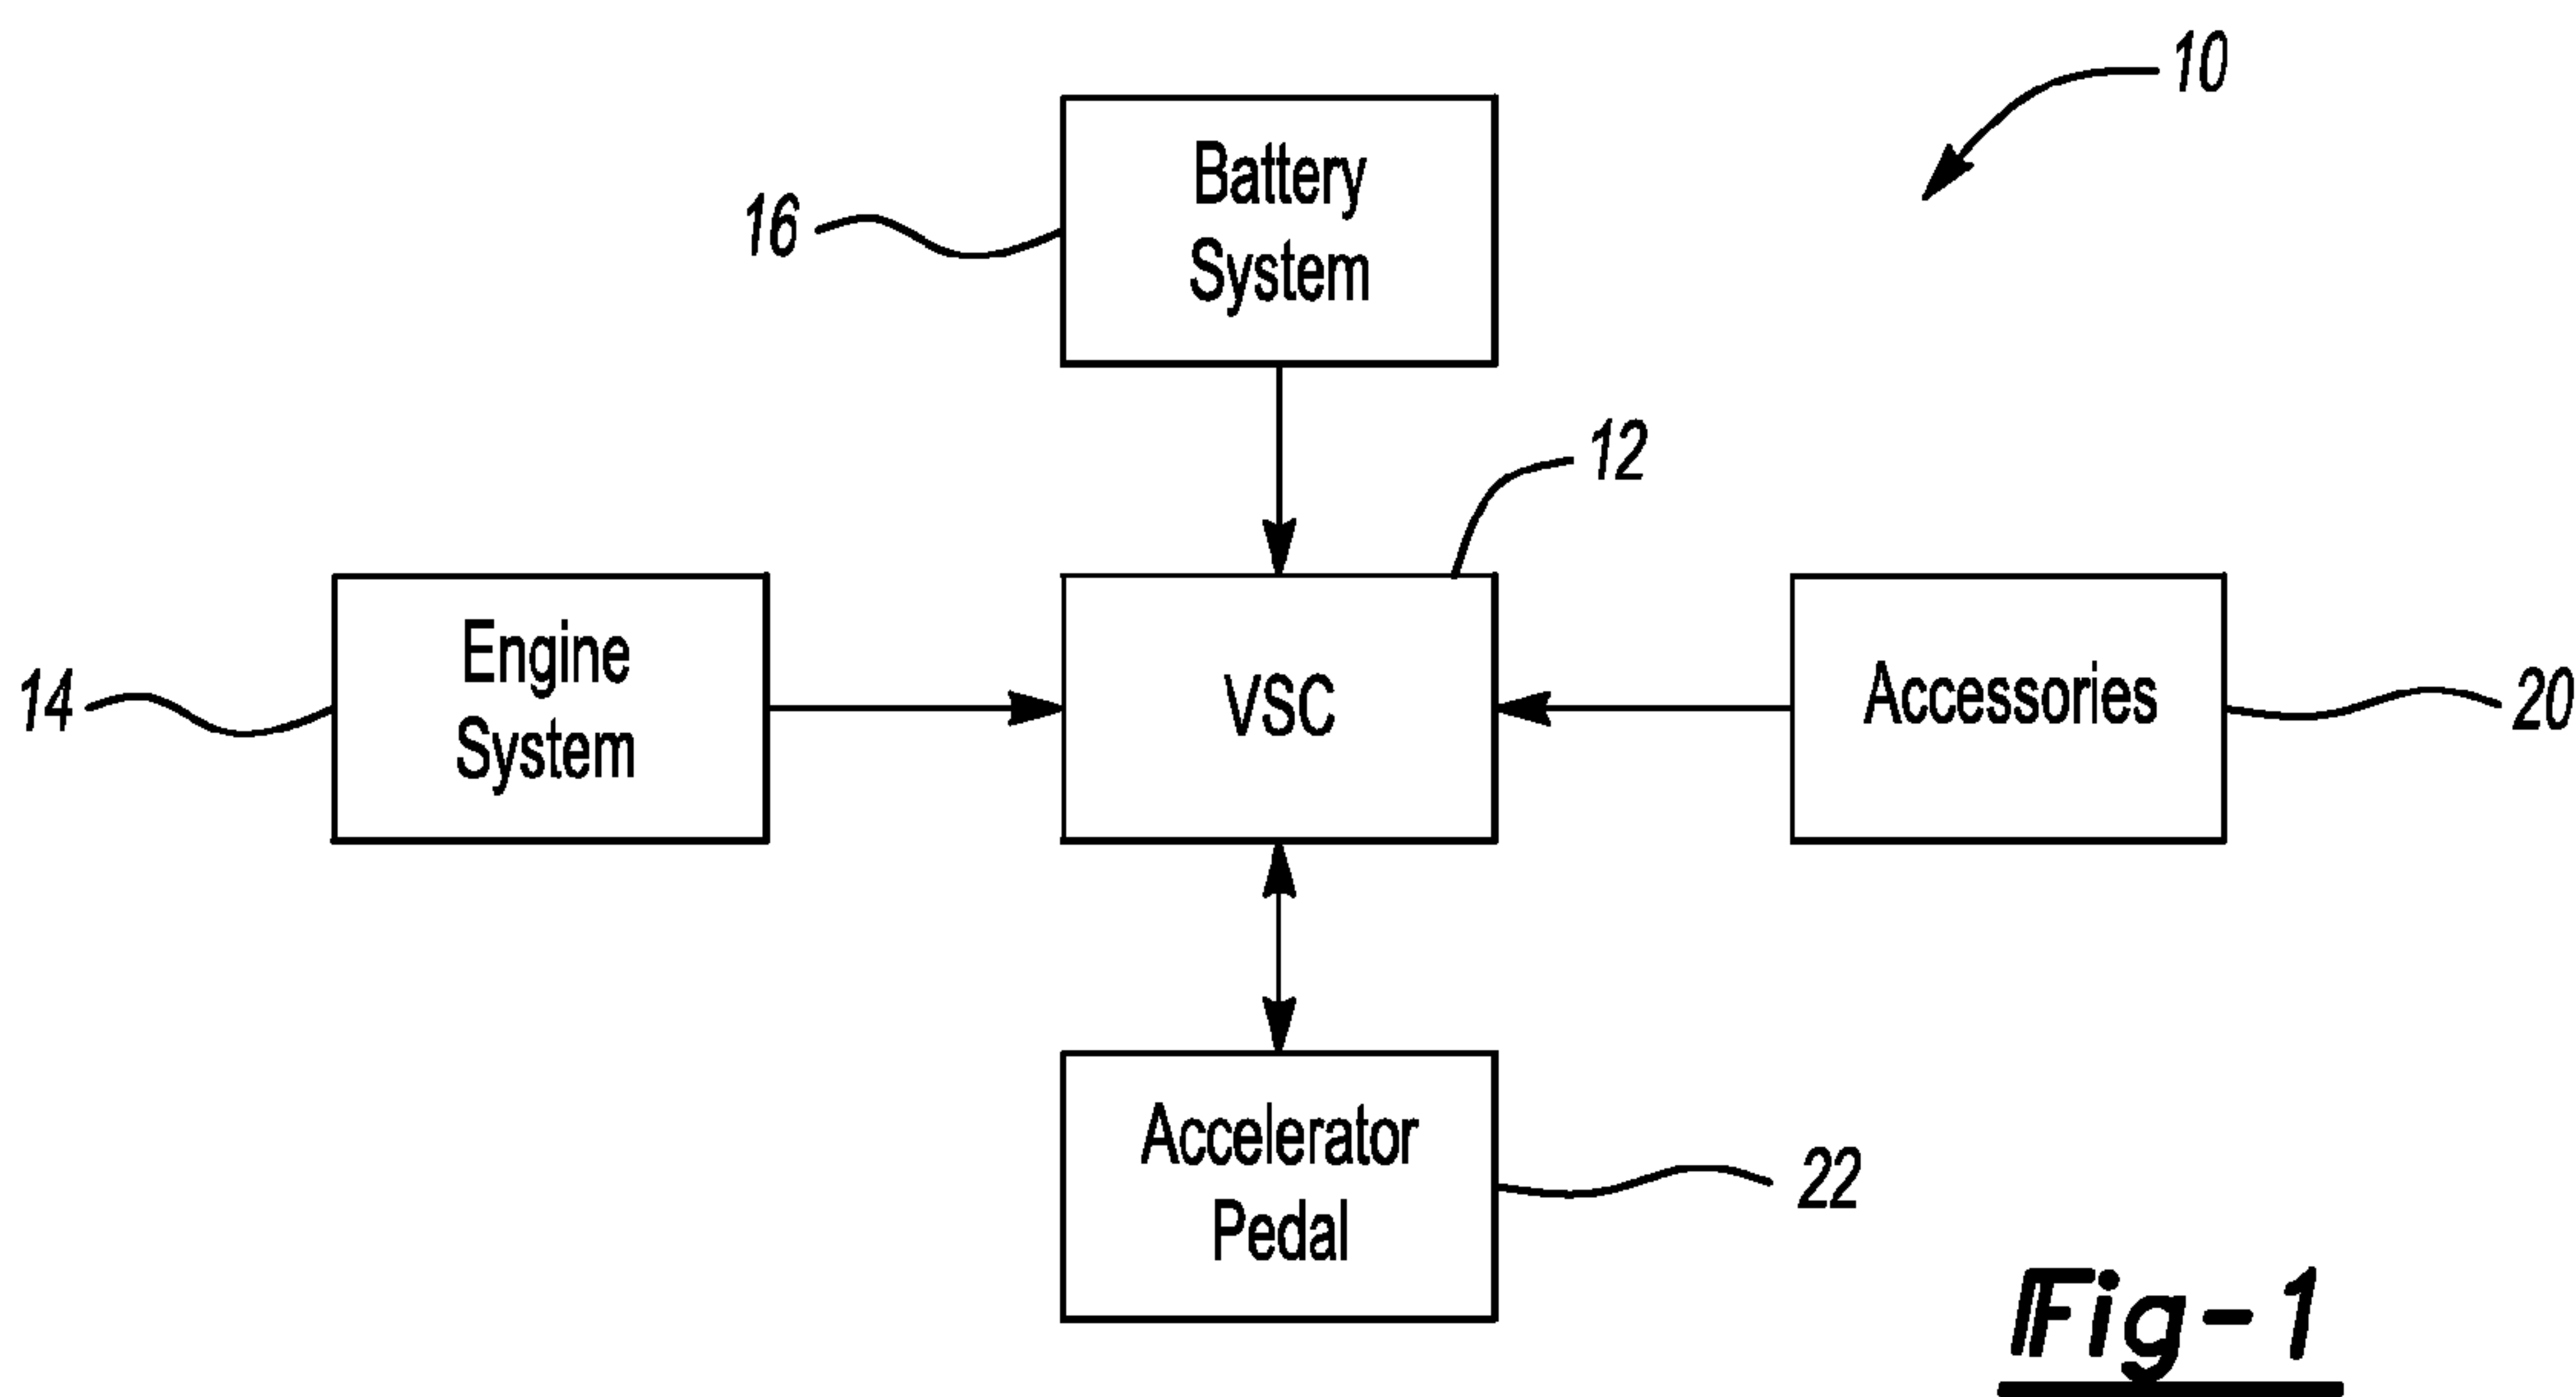 10
Battery
System
16
12
Engine
System
14
VSC
Accessories
20
Accelerator
Pedal
22
Fig-1